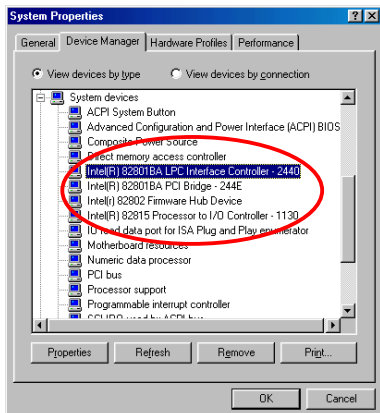 System Properties
General Device Manager Hardware Profiles Performance
View devices by type View devices by connection
System devices
ACPI System Button
Advanced Configuration and Power Interface (ACPI) BIOS
Composite Power Source
Direct memory access controller
Intel(R) 82801BA LPC Interface Controller - 2440
Intel(R) 82801BA PCI Bridge - 244E
Intel(r) 82802 Firmware Hub Device
Intel(R) 82815 Processor to I/O Controller - 1130
IO read data port for ISA Plug and Play enumerator
Motherboard resources
Numeric data processor
PCI bus
Processor support
Programmable interrupt controller
Properties Refresh Remove Print...
OK Cancel